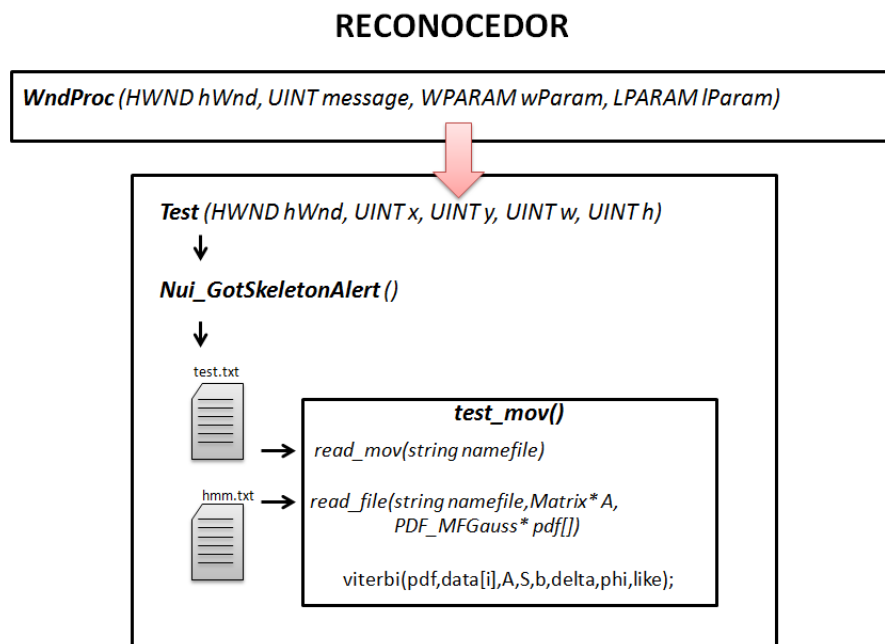 RECONOCEDOR
WndProc (HWND hWnd, UINT message, WPARAM wParam, LPARAM lParam)
Test (HWND hWnd, UINT x, UINT y, UINT w, UINT h)
Nui_GotSkeletonAlert ()
test.txt
test_mov()
read_mov(string namefile)
hmm.txt
read_file(string namefile,Matrix* A,
PDF_MFGauss* pdf[])
viterbi(pdf,data[i],A,S,b,delta,phi,like);